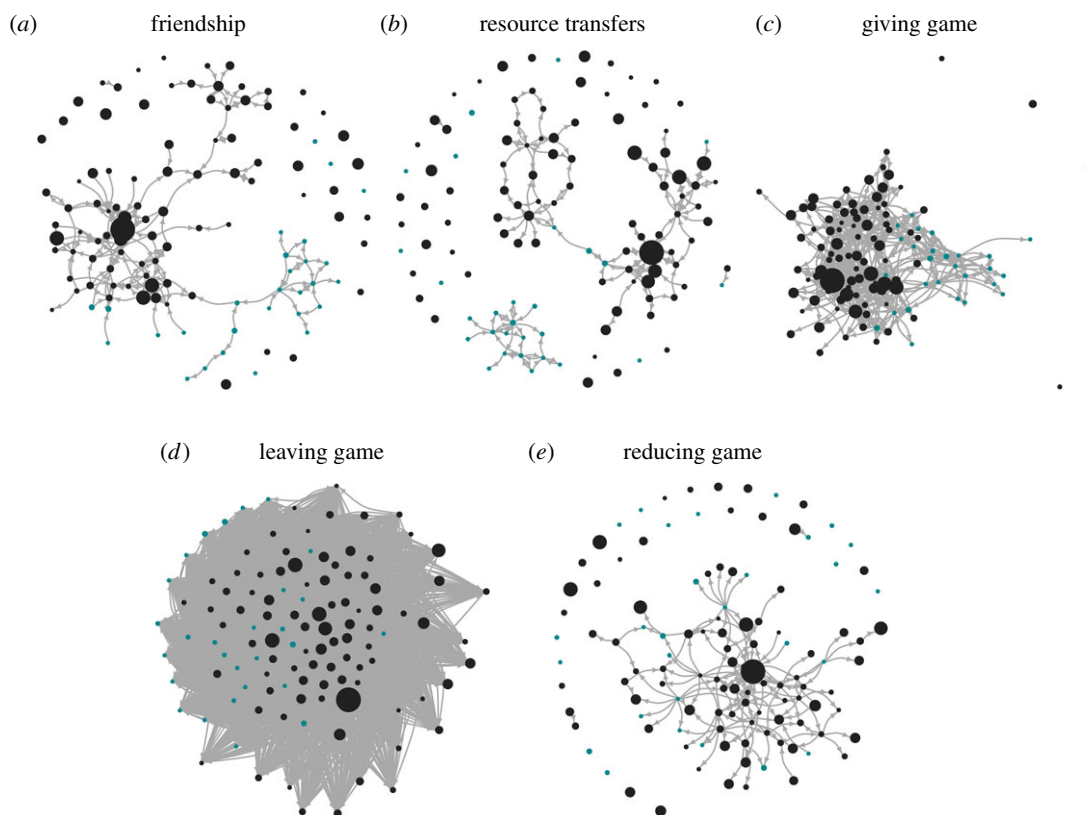 (a) friendship
(b) resource transfers
(c) giving game
(d) leaving game
(e) reducing game